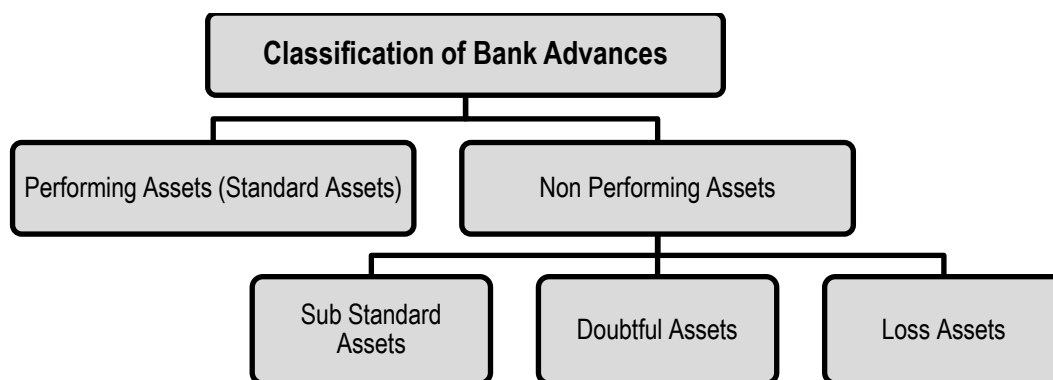 Classification of Bank Advances
Performing Assets (Standard Assets)
Non Performing Assets
Sub Standard
Assets
Doubtful Assets
Loss Assets